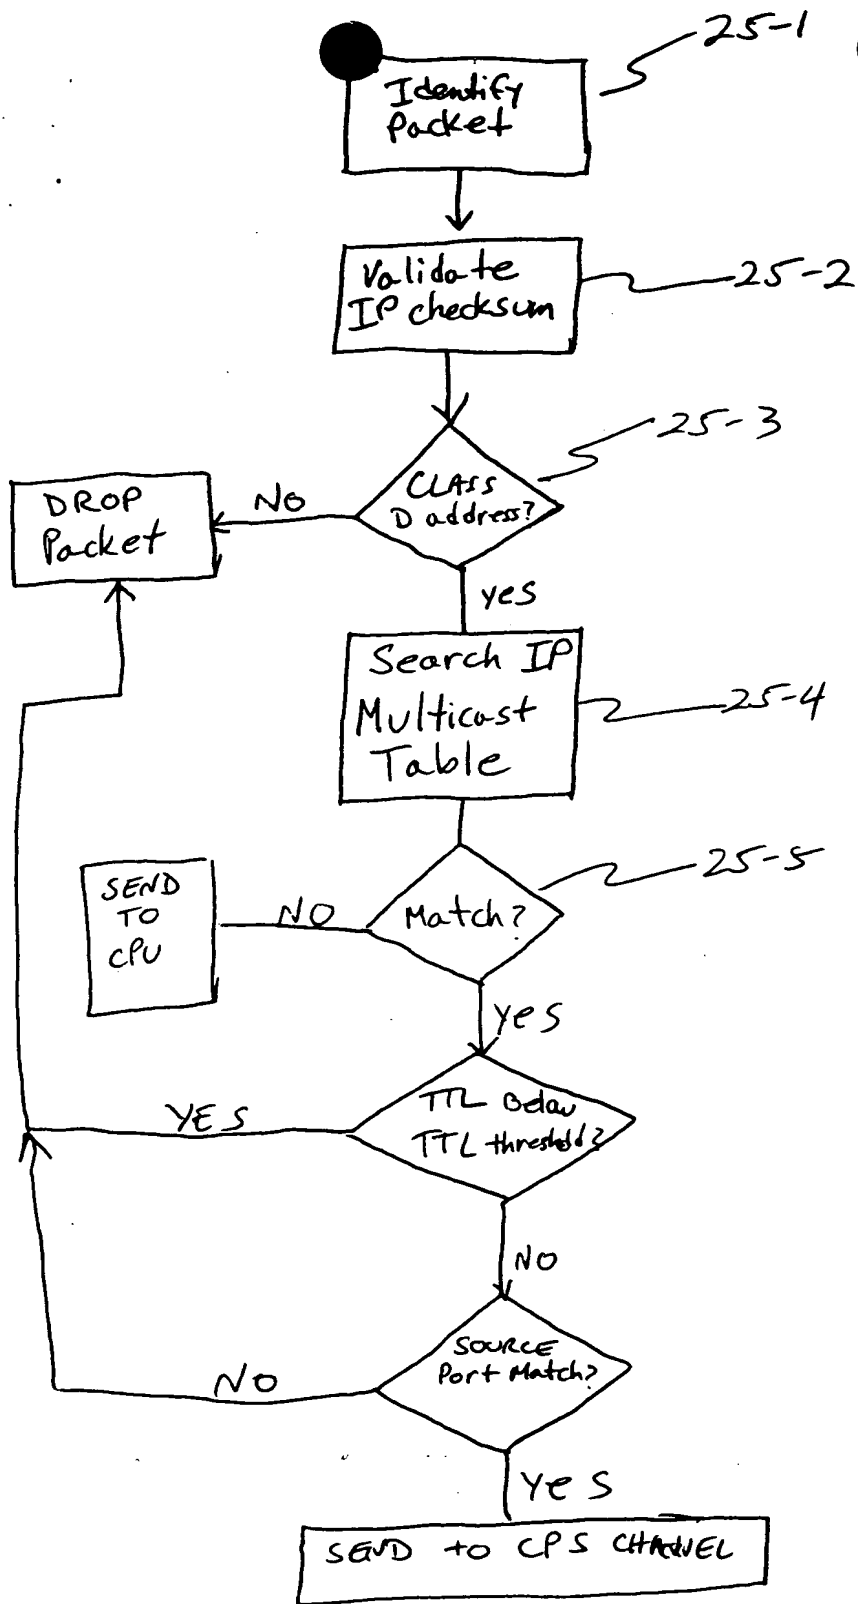 25-1
Identify
Packet
Validate
IP checksum
25-2
25-3
CLASS
D address?
NO
DROP
Packet
yes
Search IP
Multicast
Table
25-4
25-5
Match?
NO
SEND
TO
CPU
yes
TTL Below
TTL threshold?
YES
NO
SOURCE
Port Match?
NO
yes
SEND to CPS CHANNEL